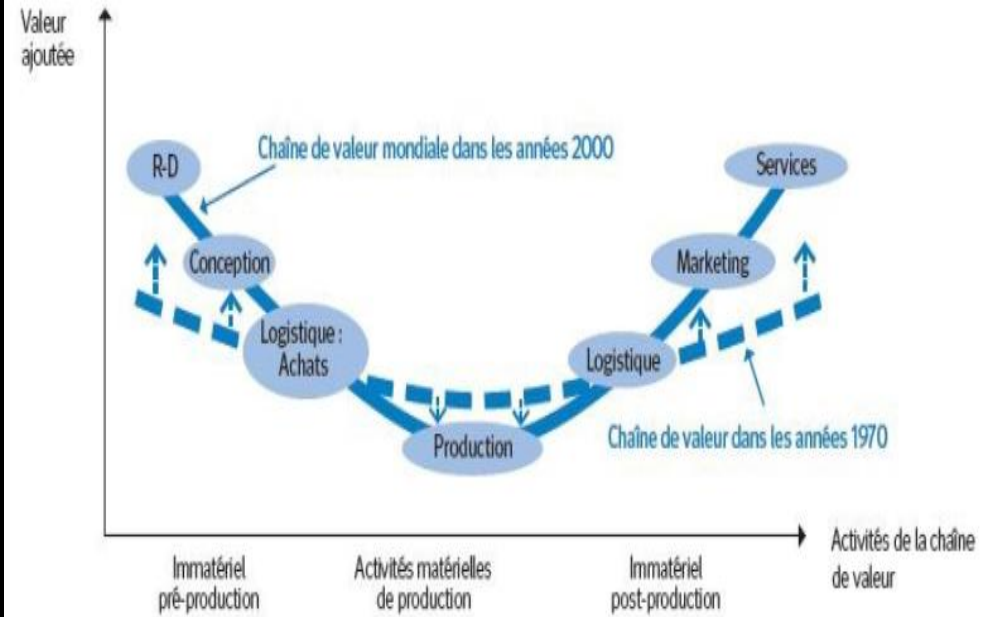 Valeur
ajoutée
Chaîne de valeur mondiale dans les années 2000
R-D
Services
Conception
Marketing
Logistique :
Achats
Logistique
Production
Chaîne de valeur dans les années 1970
Activités de la chaîne
de valeur
Immatériel
pré-production
Activités matérielles
de production
Immatériel
post-production